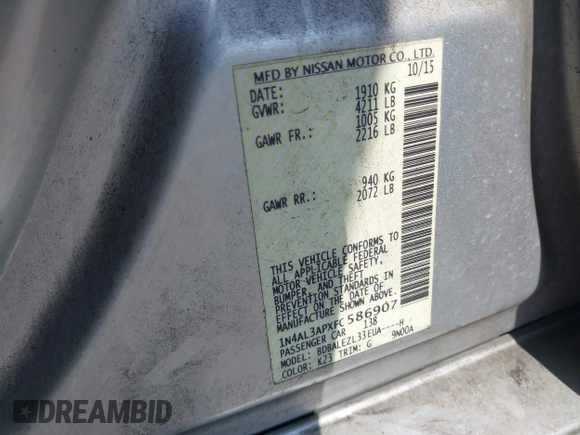 MFD BY NISSAN MOTOR CO., LTD.
DATE: 10/15
GVWR: 1910 KG
4211 LB
GAWR FR.: 1005 KG
2216 LB
GAWR RR.: 940 KG
2072 LB
THIS VEHICLE CONFORMS TO
ALL APPLICABLE FEDERAL
MOTOR VEHICLE SAFETY,
BUMPER, AND THEFT
PREVENTION STANDARDS IN
EFFECT ON THE DATE OF
MANUFACTURE SHOWN ABOVE.
1N4AL3APXFC586907
PASSENGER CAR 138
MODEL: BDBALEZL33EUA----H
COLOR: K23 TRIM: G 9N00A
DREAMBID